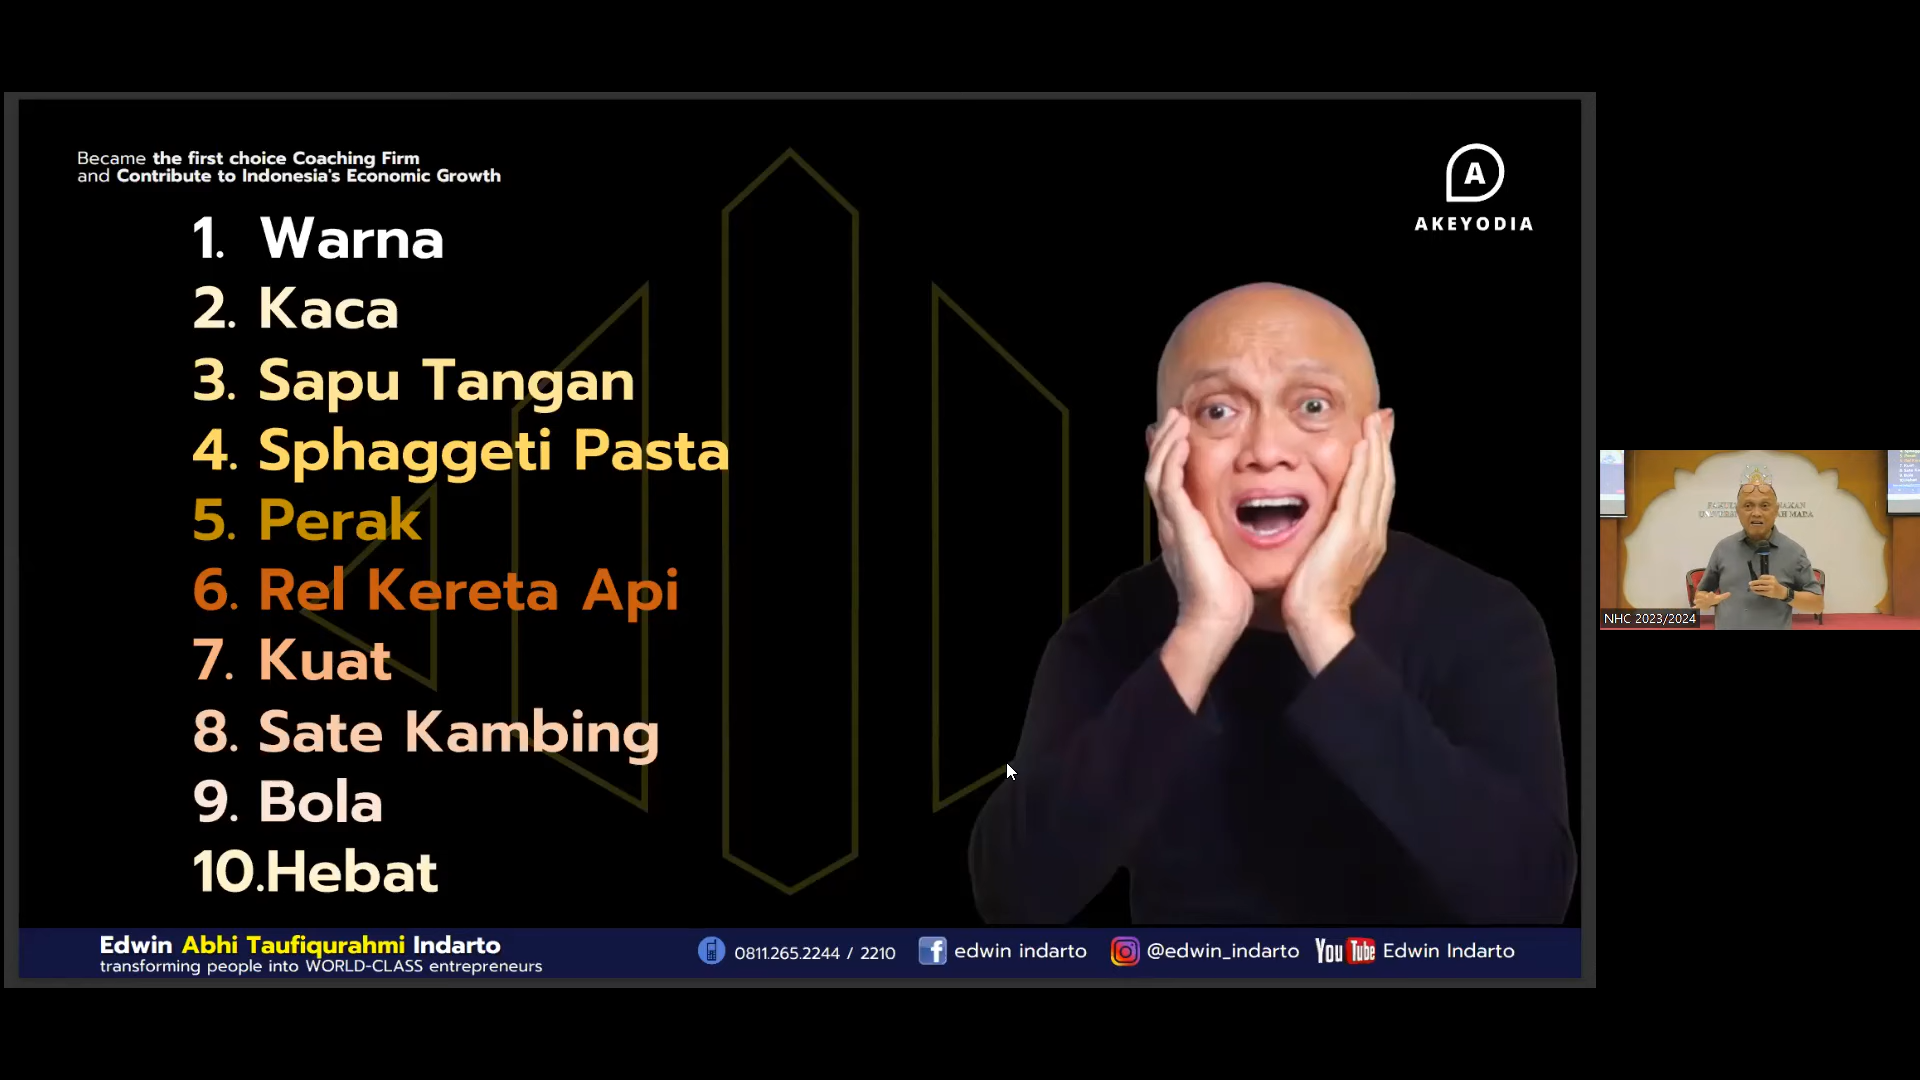 Became the first choice Coaching Firm
and Contribute to Indonesia's Economic Growth
A
AKEYODIA
1. Warna
2. Kaca
3. Sapu Tangan
4. Sphaggeti Pasta
5. Perak
6. Rel Kereta Api
7. Kuat
8. Sate Kambing
9. Bola
10.Hebat
NHC 2023/2024
Edwin Abhi Taufiqurahmi Indarto
transforming people into WORLD-CLASS entrepreneurs
0811.265.2244 / 2210
f edwin indarto
@edwin_indarto
YouTube Edwin Indarto